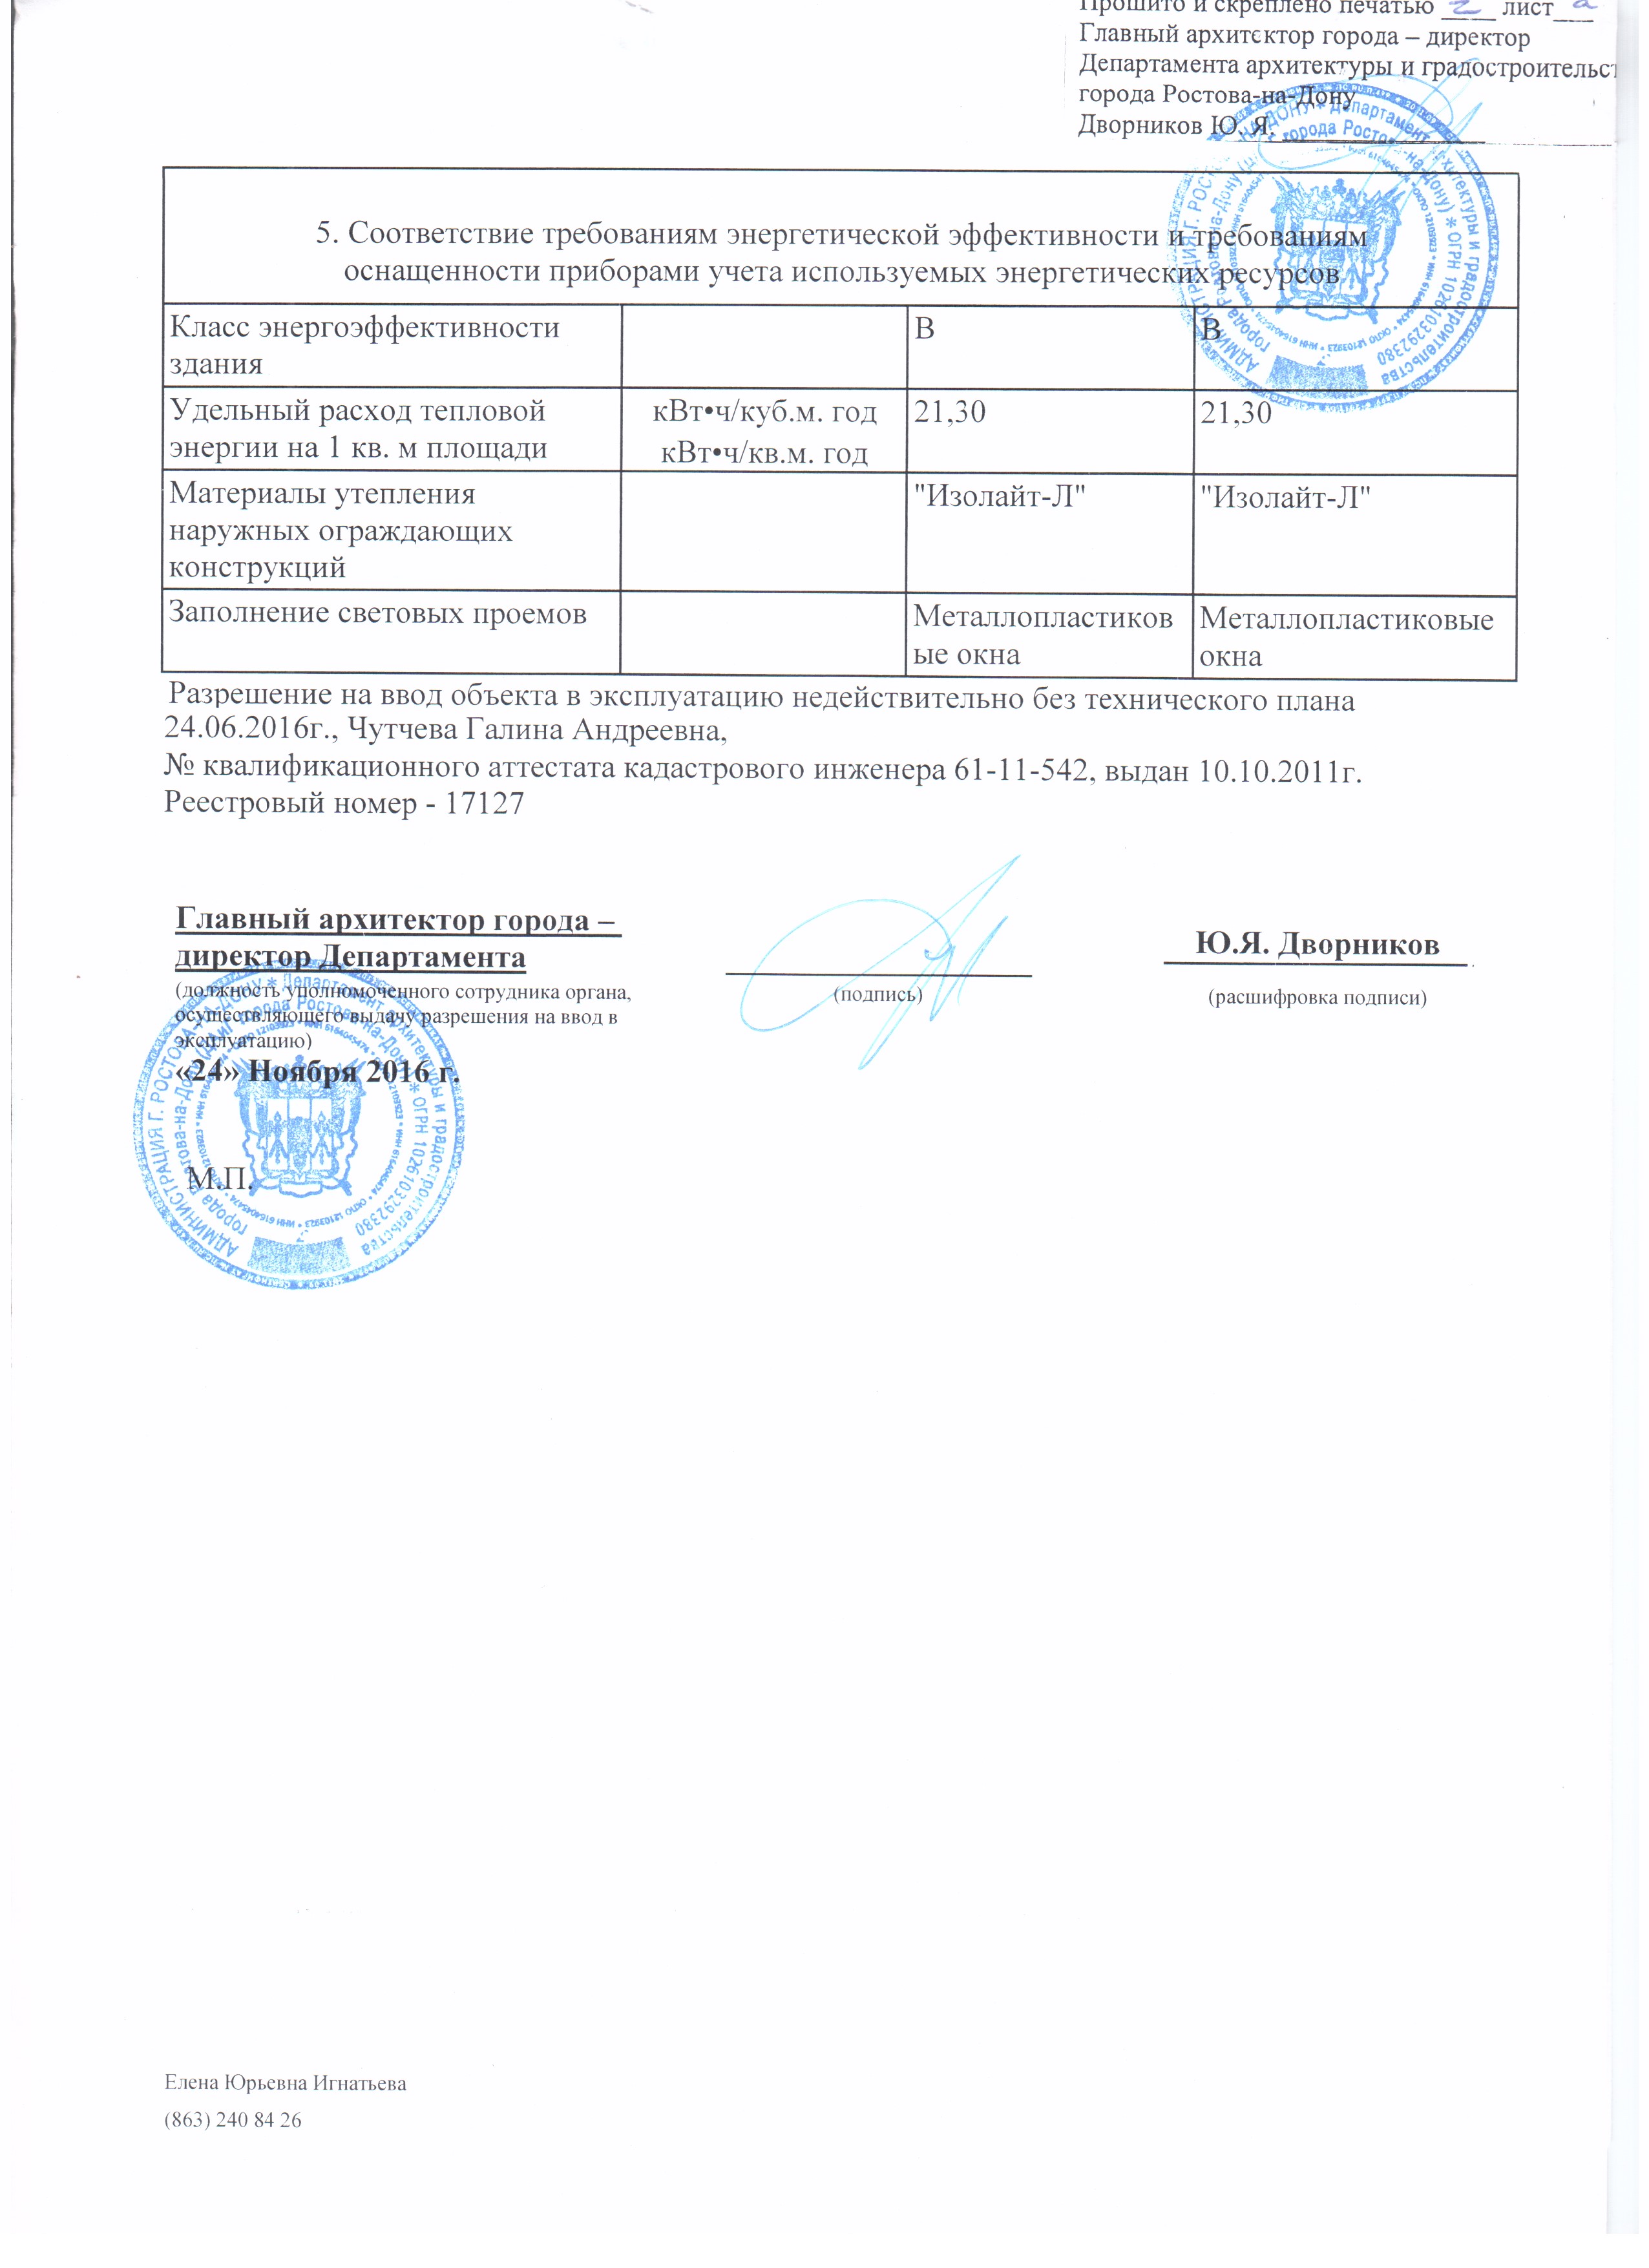 Прошито и скреплено печатью 2 лист
Главный архитектор города – директор
Департамента архитектуры и градостроительст
города Ростова-на-Дону
Дворников Ю. Я.
5. Соответствие требованиям энергетической эффективности и требованиям
оснащенности приборами учета используемых энергетических ресурсов
Класс энергоэффективности
здания
В
В
Удельный расход тепловой
энергии на 1 кв. м площади
кВт•ч/куб.м. год
кВт•ч/кв.м. год
21,30
21,30
Материалы утепления
наружных ограждающих
конструкций
"Изолайт-Л"
"Изолайт-Л"
Заполнение световых проемов
Металлопластиков
ые окна
Металлопластиковые
окна
Разрешение на ввод объекта в эксплуатацию недействительно без технического плана
24.06.2016г., Чутчева Галина Андреевна,
№ квалификационного аттестата кадастрового инженера 61-11-542, выдан 10.10.2011г.
Реестровый номер - 17127
Главный архитектор города –
директор Департамента
Ю.Я. Дворников
(должность уполномоченного сотрудника органа,
осуществляющего выдачу разрешения на ввод в
эксплуатацию)
(подпись)
(расшифровка подписи)
«24» Ноября 2016 г.
М.П.
АДМИНИСТРАЦИЯ Г. РОСТОВА-НА-ДОНУ * Департамент архитектуры и градостроительства
города Ростова-на-Дону * ОГРН 1026103292380
ИНН 6164045474 * ОКПО 12103923
Елена Юрьевна Игнатьева
(863) 240 84 26